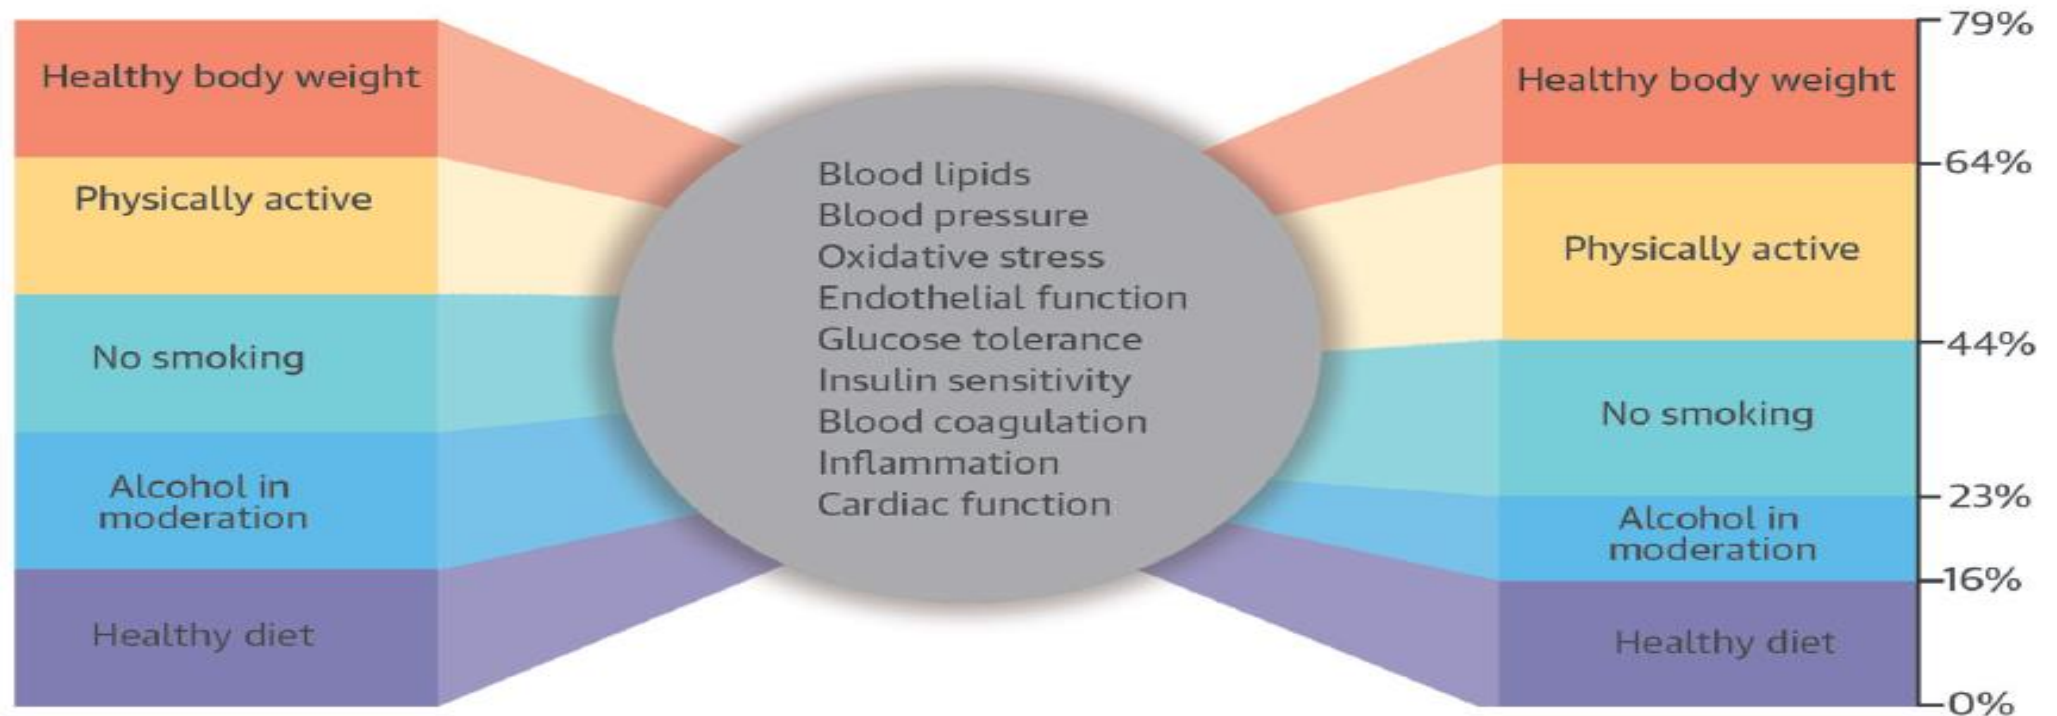 Healthy body weight
Physically active
No smoking
Alcohol in
moderation
Healthy diet
Blood lipids
Blood pressure
Oxidative stress
Endothelial function
Glucose tolerance
Insulin sensitivity
Blood coagulation
Inflammation
Cardiac function
Healthy body weight
Physically active
No smoking
Alcohol in
moderation
Healthy diet
79%
64%
44%
23%
16%
0%